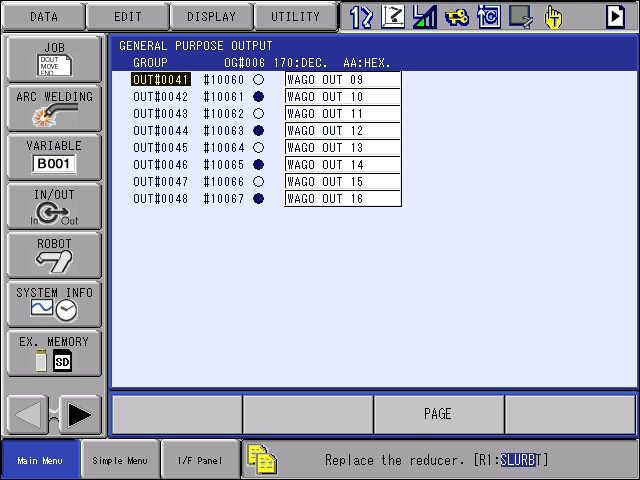 DATA EDIT DISPLAY UTILITY
JOB
DOUT
MOVE
END
ARC WELDING
VARIABLE
B001
IN/OUT
In Out
ROBOT
SYSTEM INFO
EX. MEMORY
SD
GENERAL PURPOSE OUTPUT
GROUP OG#006 170:DEC. AA:HEX.
OUT#0041 #10060 WAGO OUT 09
OUT#0042 #10061 WAGO OUT 10
OUT#0043 #10062 WAGO OUT 11
OUT#0044 #10063 WAGO OUT 12
OUT#0045 #10064 WAGO OUT 13
OUT#0046 #10065 WAGO OUT 14
OUT#0047 #10066 WAGO OUT 15
OUT#0048 #10067 WAGO OUT 16
PAGE
Main Menu Simple Menu I/F Panel Replace the reducer. [R1:SLURBT]